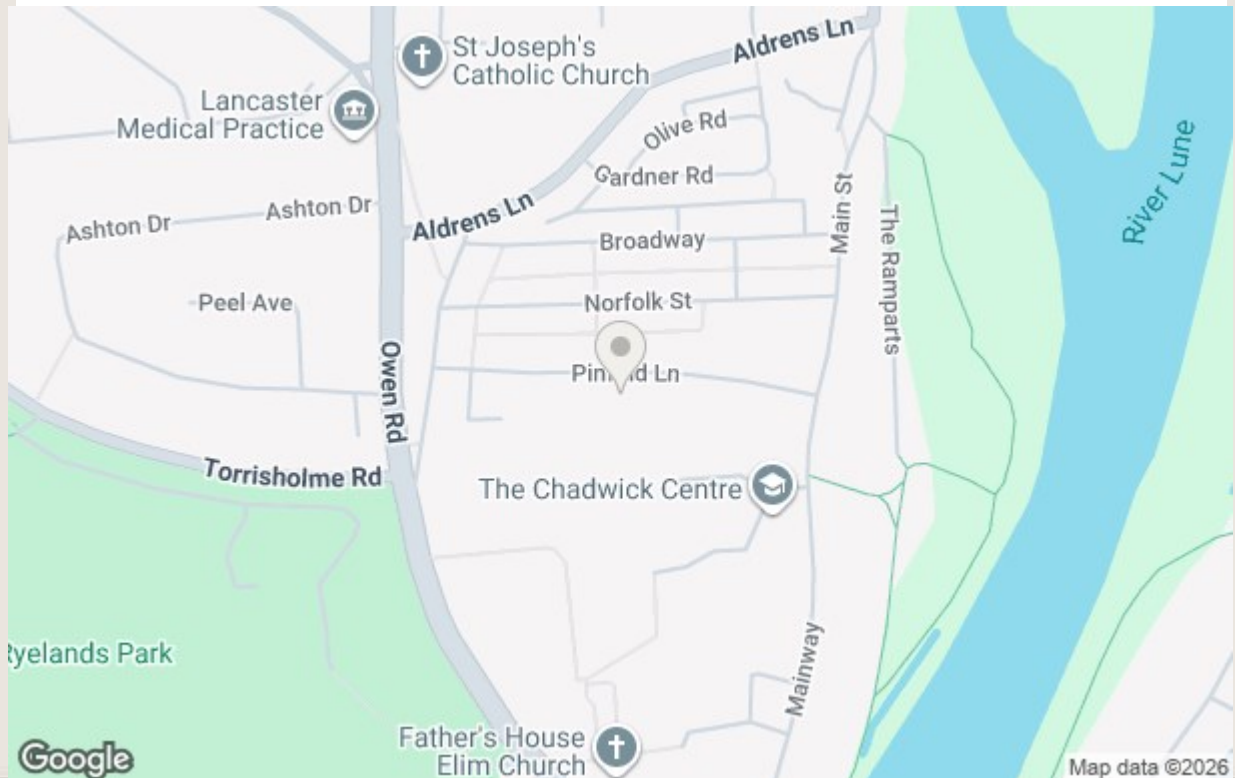 St Joseph's
Catholic Church
Aldrens Ln
Lancaster
Medical Practice
Olive Rd
Gardner Rd
River Lune
Ashton Dr
Ashton Dr
Aldrens Ln
Main St
The Ramparts
Broadway
Peel Ave
Norfolk St
Owen Rd
Ln
Torrisholme Rd
The Chadwick Centre
Ryelands Park
Mainway
Father's House
Elim Church
Google
Map data ©2026